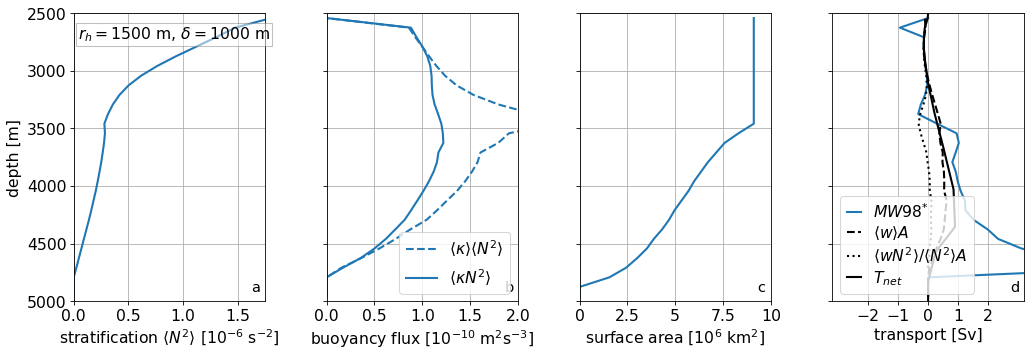 2500
3000
3500
4000
4500
5000
depth [m]
r_h = 1500 m, δ = 1000 m
a
0.0 0.5 1.0 1.5
stratification ⟨N²⟩ [10⁻⁶ s⁻²]
⟨κ⟩⟨N²⟩
⟨κN²⟩
b
0.0 0.5 1.0 1.5 2.0
buoyancy flux [10⁻¹⁰ m²s⁻³]
c
0 2.5 5 7.5 10
surface area [10⁶ km²]
MW98*
⟨w⟩A
⟨wN²⟩/⟨N²⟩A
T_net
d
−2 −1 0 1 2
transport [Sv]